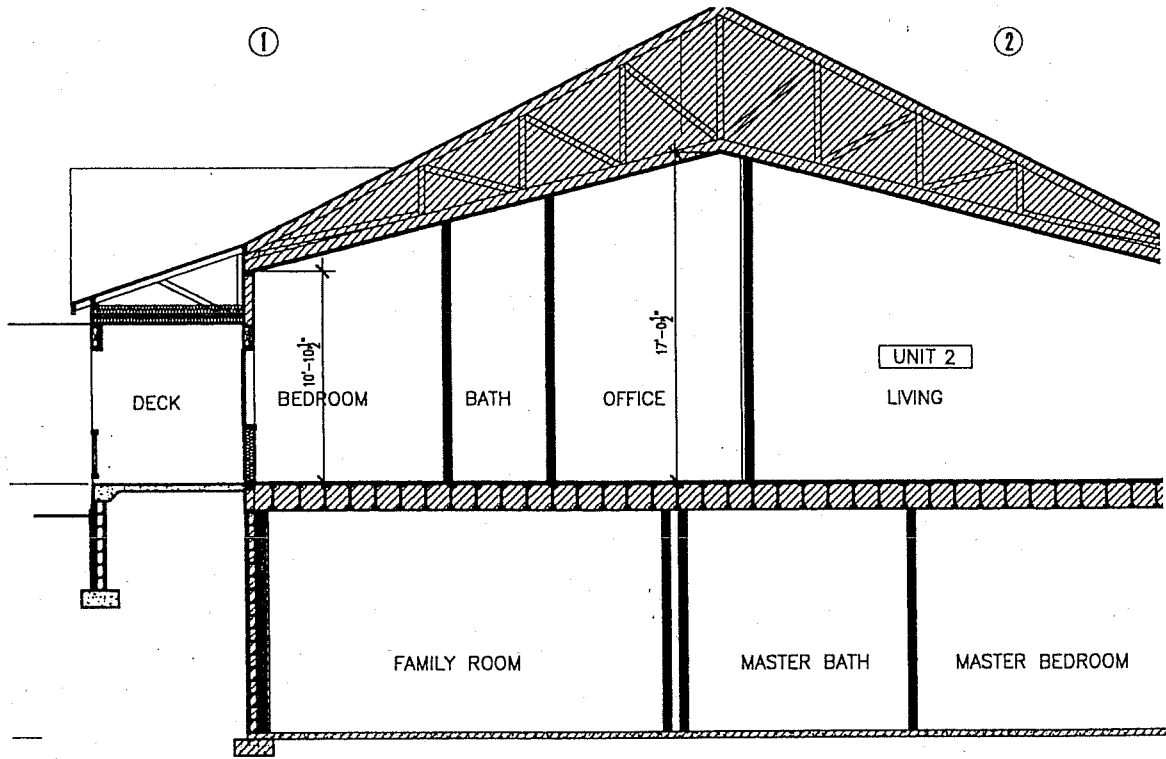 1
2
10'-10½"
17'-0½"
UNIT 2
DECK
BEDROOM
BATH
OFFICE
LIVING
FAMILY ROOM
MASTER BATH
MASTER BEDROOM